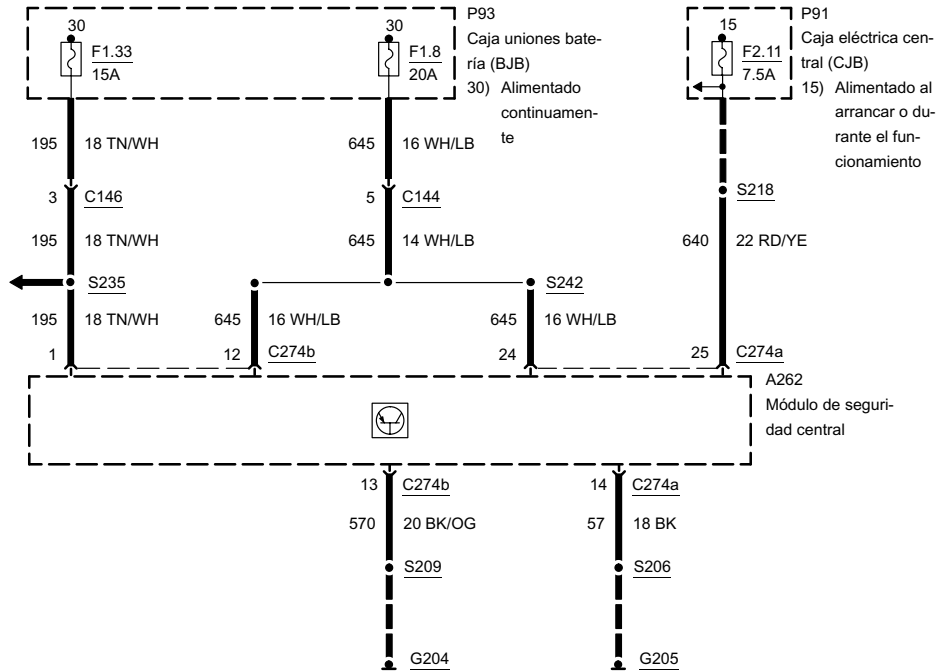 30
30
15
P93
Caja uniones bate-
ría (BJB)
30) Alimentado
continuamen-
te
P91
Caja eléctrica cen-
tral (CJB)
15) Alimentado al
arrancar o du-
rante el fun-
cionamiento
F1.33
15A
F1.8
20A
F2.11
7.5A
195 18 TN/WH
645 16 WH/LB
3 C146
5 C144
S218
195 18 TN/WH
645 14 WH/LB
640 22 RD/YE
S235
S242
195 18 TN/WH
645 16 WH/LB
645 16 WH/LB
1
12 C274b
24
25 C274a
A262
Módulo de seguri-
dad central
13 C274b
14 C274a
570 20 BK/OG
57 18 BK
S209
S206
G204
G205